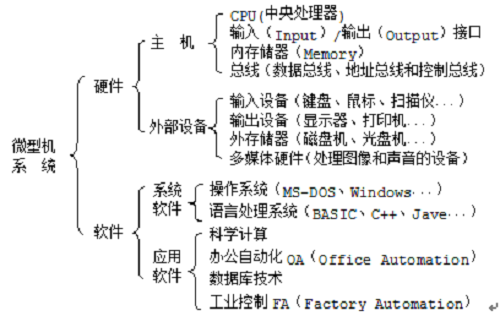 CPU(中央处理器)
主 机
输入（Input）/输出（Output）接口
内存储器（Memory）
总线（数据总线、地址总线和控制总线）
硬件
输入设备（键盘、鼠标、扫描仪...）
外部设备
输出设备（显示器、打印机...）
外存储器（磁盘机、光盘机...）
多媒体硬件（处理图像和声音的设备）
微型机
系 统
系统
软件
操作系统（MS-DOS、Windows...）
语言处理系统（BASIC、C++、Jave...）
软件
应用
软件
科学计算
办公自动化 OA（Office Automation）
数据库技术
工业控制 FA（Factory Automation）